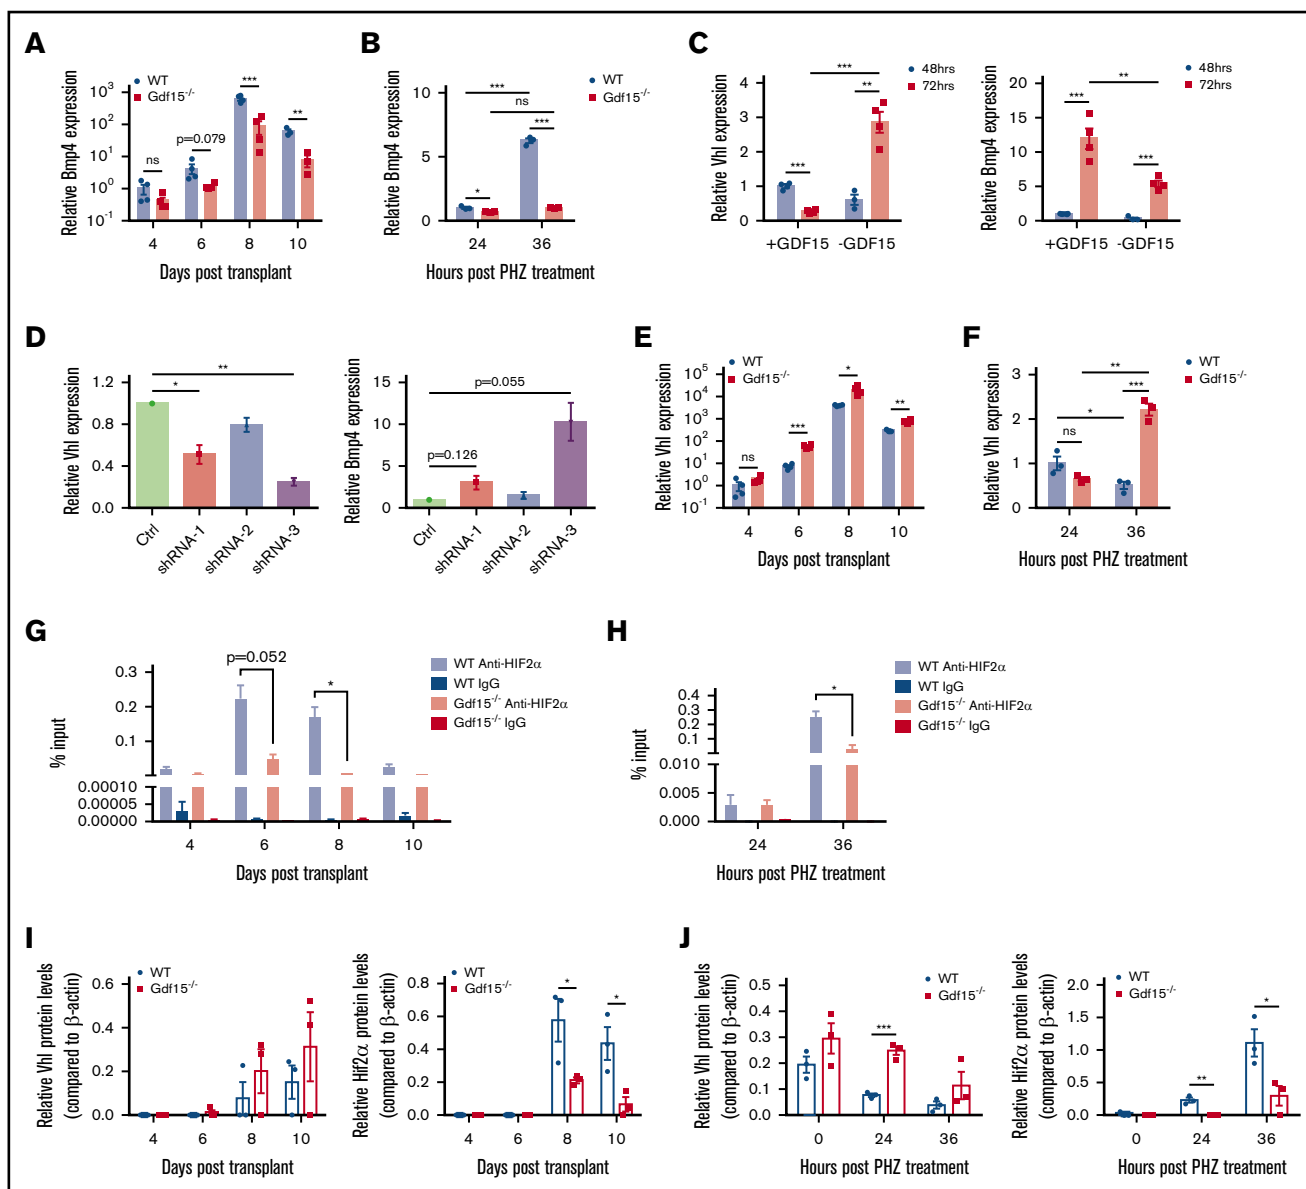 A
WT
Gdf15-/-
Relative Bmp4 expression
10³
10²
10¹
10⁰
10⁻¹
ns
p=0.079
***
**
4 6 8 10
Days post transplant
B
WT
Gdf15-/-
Relative Bmp4 expression
10
5
0
***
ns
***
*
24 36
Hours post PHZ treatment
C
48hrs
72hrs
Relative Vhl expression
4
3
2
1
0
***
**
***
+GDF15 -GDF15
48hrs
72hrs
Relative Bmp4 expression
20
15
10
5
0
**
***
***
+GDF15 -GDF15
D
Relative Vhl expression
1.2
0.8
0.4
0.0
**
*
Ctrl
shRNA-1
shRNA-2
shRNA-3
Relative Bmp4 expression
15
10
5
0
p=0.055
p=0.126
Ctrl
shRNA-1
shRNA-2
shRNA-3
E
WT
Gdf15-/-
Relative Vhl expression
10⁵
10⁴
10³
10²
10¹
10⁰
10⁻¹
ns
***
*
**
4 6 8 10
Days post transplant
F
WT
Gdf15-/-
Relative Vhl expression
3
2
1
0
**
***
*
ns
24 36
Hours post PHZ treatment
G
% input
0.3
0.2
0.1
0.00010
0.00005
0.00000
p=0.052
*
4 6 8 10
Days post transplant
WT Anti-HIF2α
WT IgG
Gdf15-/- Anti-HIF2α
Gdf15-/- IgG
H
% input
0.4
0.3
0.2
0.1
0.010
0.005
0.000
*
24 36
Hours post PHZ treatment
WT Anti-HIF2α
WT IgG
Gdf15-/- Anti-HIF2α
Gdf15-/- IgG
I
WT
Gdf15-/-
Relative Vhl protein levels
(compared to β-actin)
0.6
0.4
0.2
0.0
4 6 8 10
Days post transplant
WT
Gdf15-/-
Relative Hif2α protein levels
(compared to β-actin)
0.8
0.6
0.4
0.2
0.0
*
*
4 6 8 10
Days post transplant
J
WT
Gdf15-/-
Relative Vhl protein levels
(compared to β-actin)
0.5
0.4
0.3
0.2
0.1
0.0
***
0 24 36
Hours post PHZ treatment
WT
Gdf15-/-
Relative Hif2α protein levels
(compared to β-actin)
2.0
1.5
1.0
0.5
0.0
**
*
0 24 36
Hours post PHZ treatment